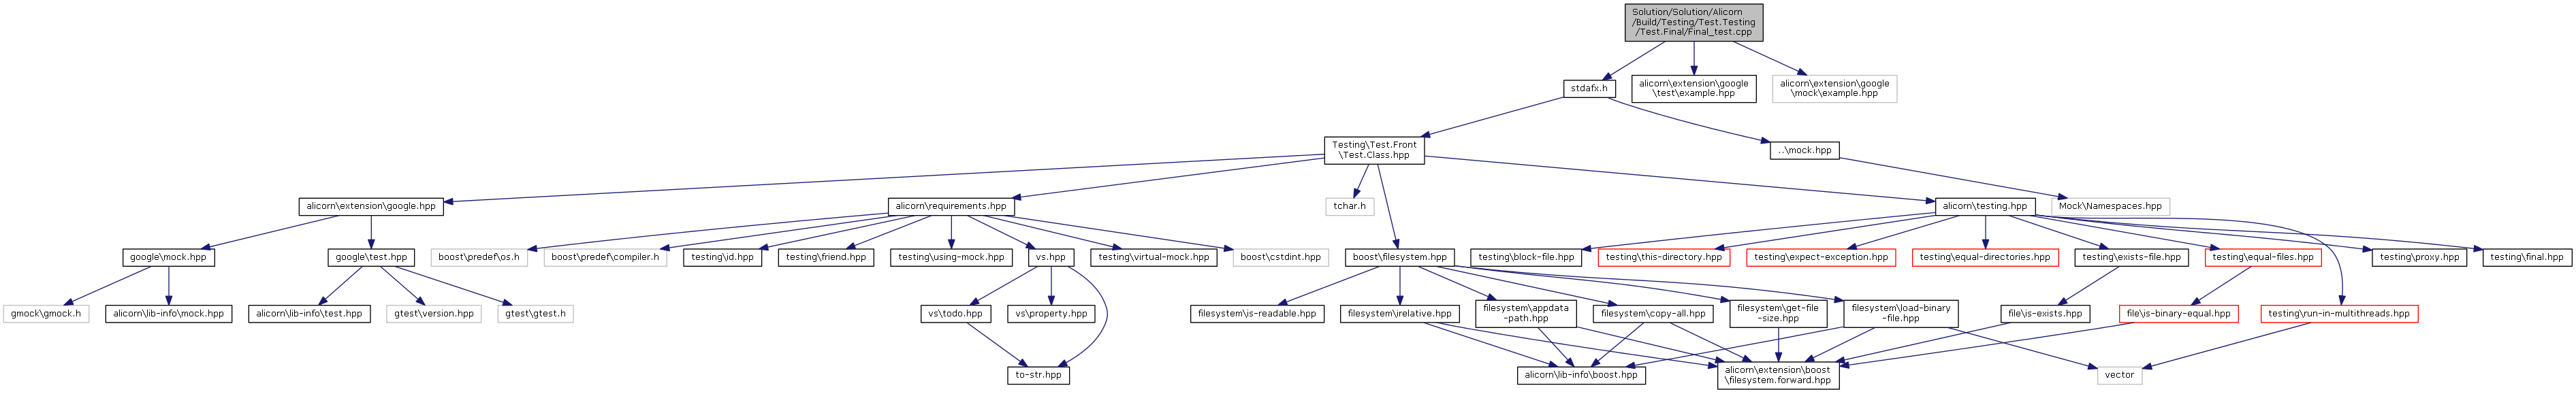 Solution/Solution/Alicorn
/Build/Testing/Test.Testing
/Test.Final/Final_test.cpp
stdafx.h
alicorn\extension\google
\test\example.hpp
alicorn\extension\google
\mock\example.hpp
Testing\Test.Front
\Test.Class.hpp
..\mock.hpp
alicorn\extension\google.hpp
alicorn\requirements.hpp
tchar.h
alicorn\testing.hpp
Mock\Namespaces.hpp
google\mock.hpp
google\test.hpp
boost\predef\os.h
boost\predef\compiler.h
testing\id.hpp
testing\friend.hpp
testing\using-mock.hpp
vs.hpp
testing\virtual-mock.hpp
boost\cstdint.hpp
boost\filesystem.hpp
testing\block-file.hpp
testing\this-directory.hpp
testing\expect-exception.hpp
testing\equal-directories.hpp
testing\exists-file.hpp
testing\equal-files.hpp
testing\proxy.hpp
testing\final.hpp
gmock\gmock.h
alicorn\lib-info\mock.hpp
alicorn\lib-info\test.hpp
gtest\version.hpp
gtest\gtest.h
vs\todo.hpp
vs\property.hpp
filesystem\is-readable.hpp
filesystem\irelative.hpp
filesystem\appdata
-path.hpp
filesystem\copy-all.hpp
filesystem\get-file
-size.hpp
filesystem\load-binary
-file.hpp
file\is-exists.hpp
file\is-binary-equal.hpp
testing\run-in-multithreads.hpp
to-str.hpp
alicorn\lib-info\boost.hpp
alicorn\extension\boost
\filesystem.forward.hpp
vector